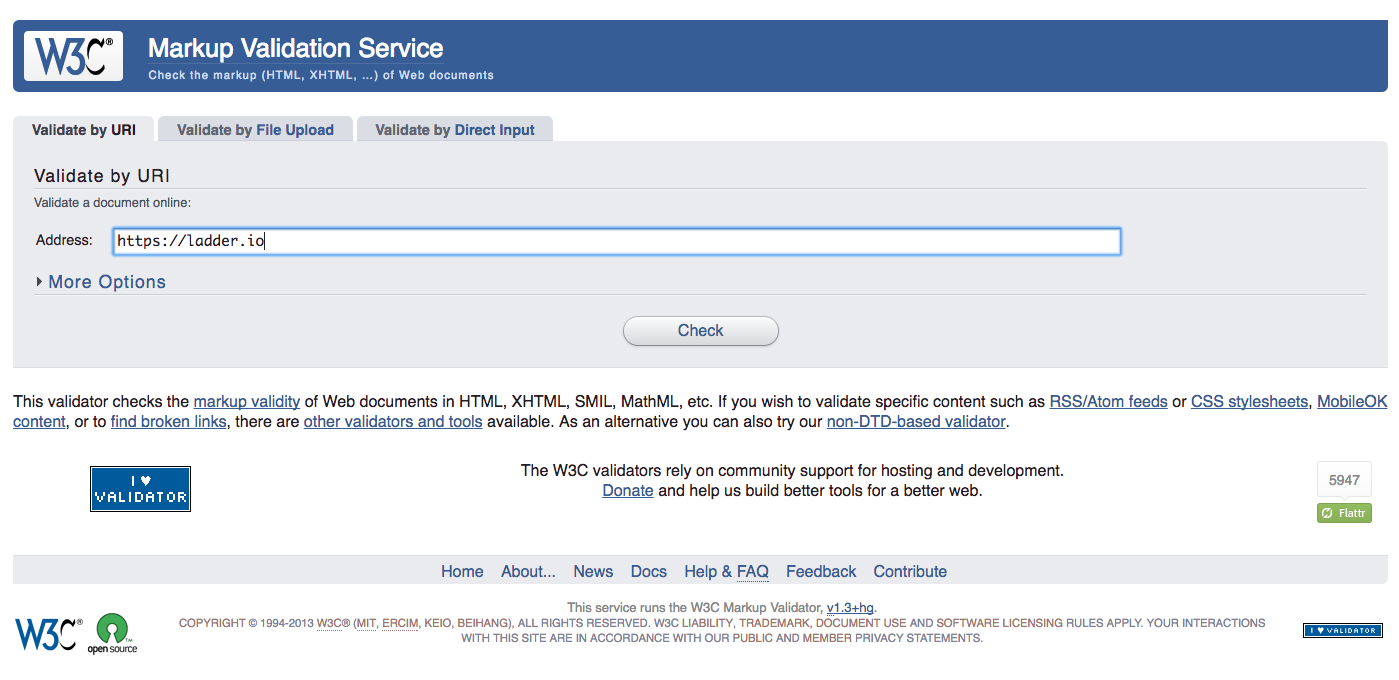 W3C®
Markup Validation Service
Check the markup (HTML, XHTML, …) of Web documents
Validate by URI Validate by File Upload Validate by Direct Input
Validate by URI
Validate a document online:
Address: https://ladder.io
More Options
Check
This validator checks the markup validity of Web documents in HTML, XHTML, SMIL, MathML, etc. If you wish to validate specific content such as RSS/Atom feeds or CSS stylesheets, MobileOK
content, or to find broken links, there are other validators and tools available. As an alternative you can also try our non-DTD-based validator.
I ♥
VALIDATOR
The W3C validators rely on community support for hosting and development.
Donate and help us build better tools for a better web.
5947
Flattr
Home About... News Docs Help & FAQ Feedback Contribute
W3C®
open source™
This service runs the W3C Markup Validator, v1.3+hg.
COPYRIGHT © 1994-2013 W3C® (MIT, ERCIM, KEIO, BEIHANG), ALL RIGHTS RESERVED. W3C LIABILITY, TRADEMARK, DOCUMENT USE AND SOFTWARE LICENSING RULES APPLY. YOUR INTERACTIONS
WITH THIS SITE ARE IN ACCORDANCE WITH OUR PUBLIC AND MEMBER PRIVACY STATEMENTS.
I ♥ VALIDATOR